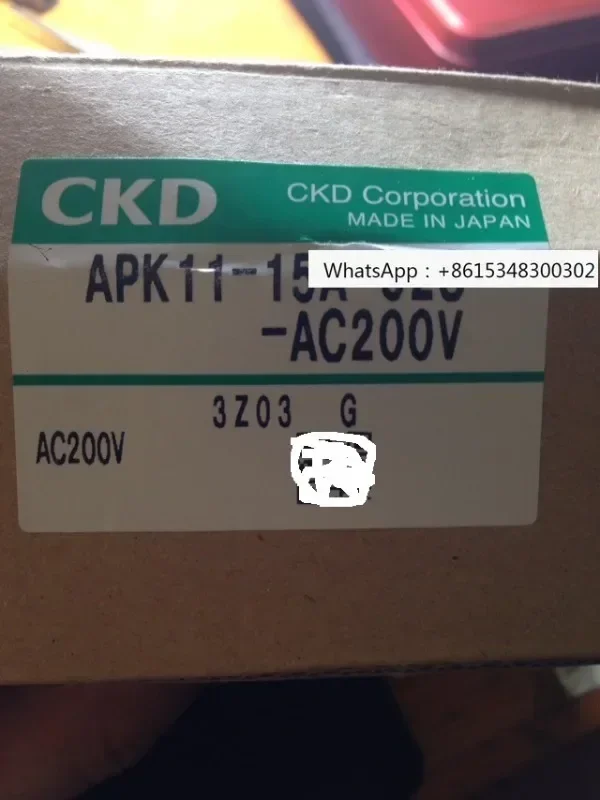 CKD
CKD Corporation
MADE IN JAPAN
WhatsApp：+8615348300302
APK11-15A
-AC200V
3Z03 G
AC200V